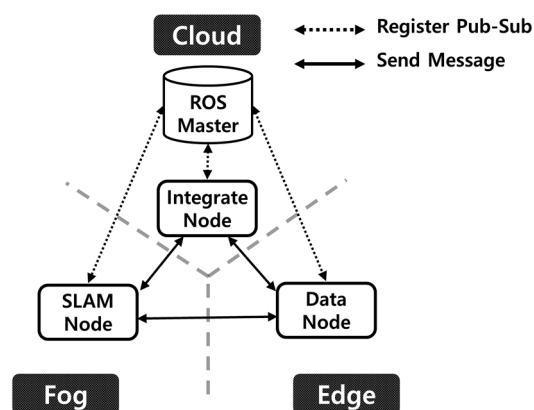 Cloud
Register Pub-Sub
Send Message
ROS
Master
Integrate
Node
SLAM
Node
Data
Node
Fog
Edge